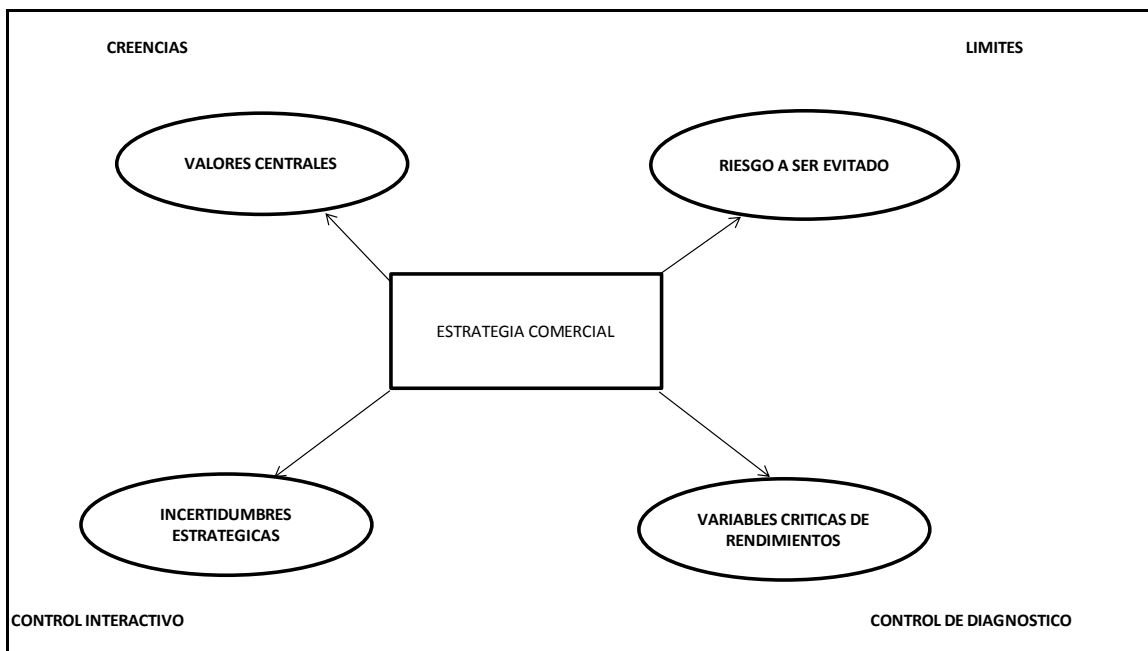 CREENCIAS
LIMITES
VALORES CENTRALES
RIESGO A SER EVITADO
ESTRATEGIA COMERCIAL
INCERTIDUMBRES
ESTRATEGICAS
VARIABLES CRITICAS DE
RENDIMIENTOS
CONTROL INTERACTIVO
CONTROL DE DIAGNOSTICO